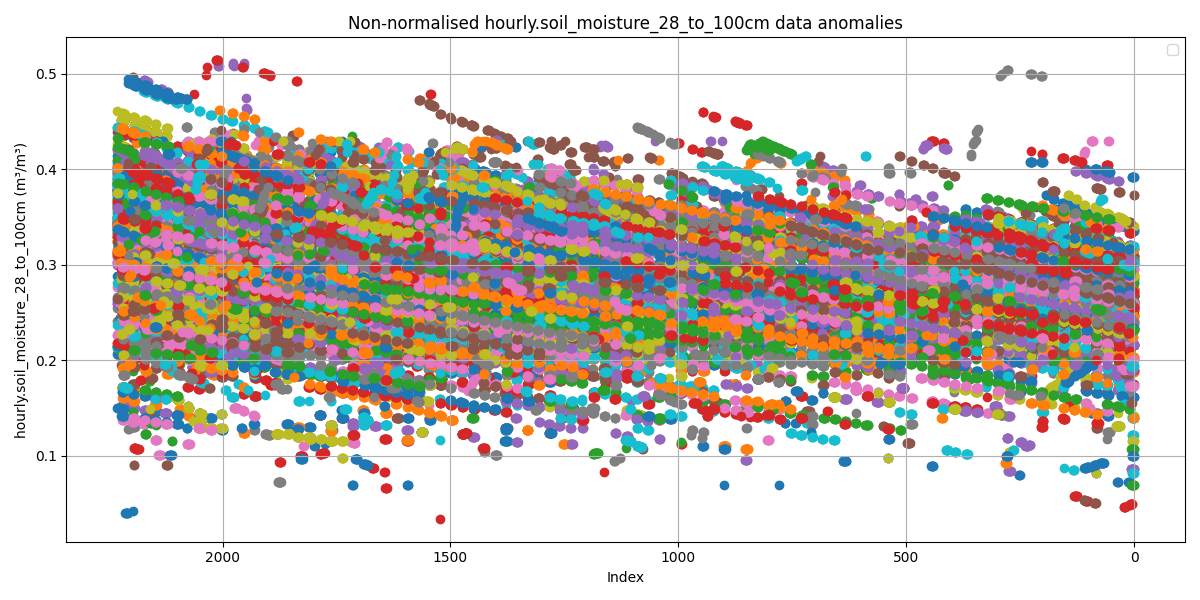 Non-normalised hourly.soil_moisture_28_to_100cm data anomalies
hourly.soil_moisture_28_to_100cm (m³/m³)
0.5
0.4
0.3
0.2
0.1
2000 1500 1000 500 0
Index